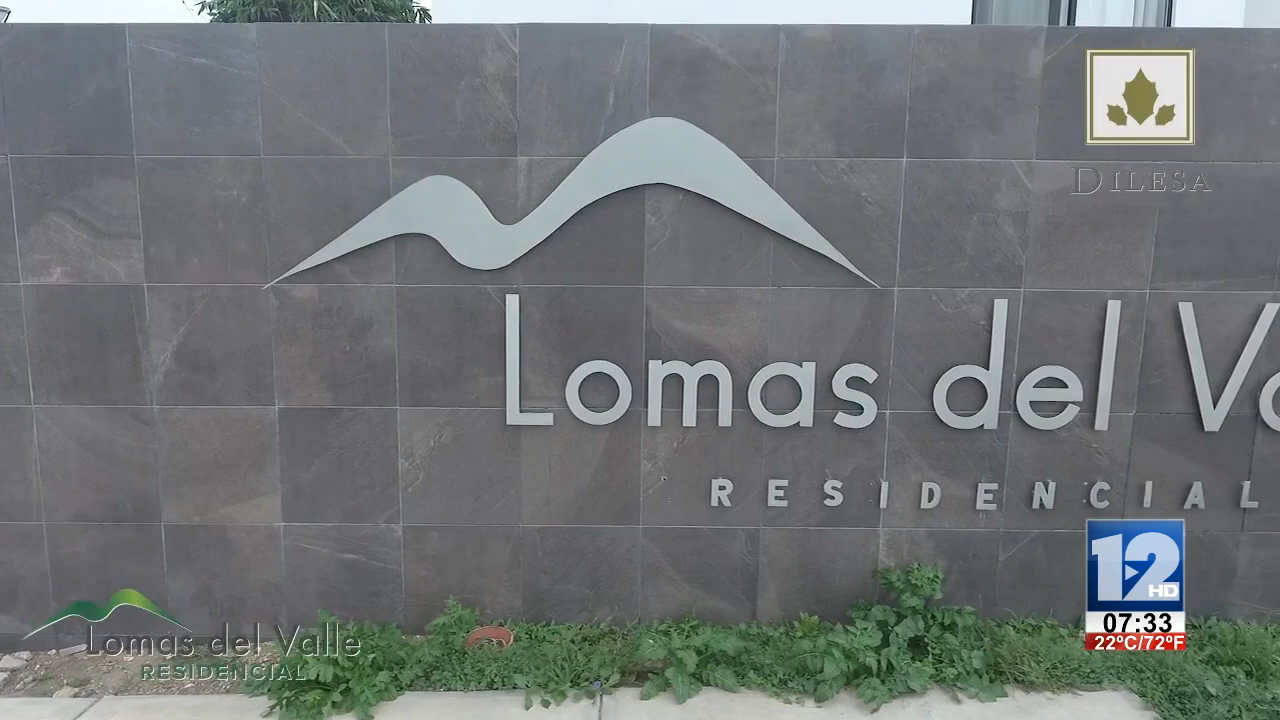 DILESA
Lomas del Va
RESIDENCIAL
12
HD
07:33
22°C/72°F
Lomas del Valle
RESIDENCIAL